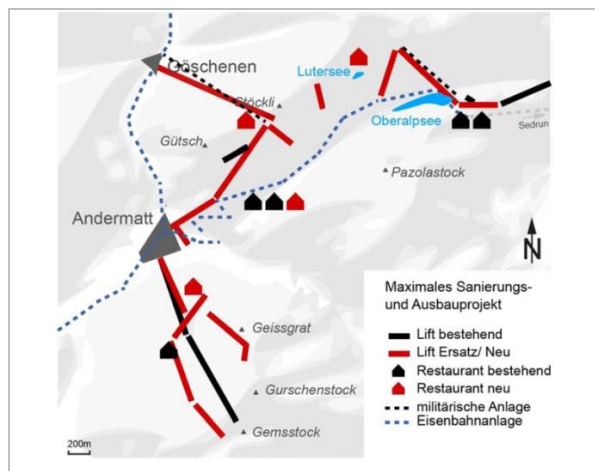 Göschenen
Lutersee
Stöckli
Oberalpsee
Gütsch
Sedrun
Pazolastock
Andermatt
N
Maximales Sanierungs-
und Ausbauprojekt
Lift bestehend
Lift Ersatz/ Neu
Restaurant bestehend
Restaurant neu
militärische Anlage
Eisenbahnanlage
Geissgrat
Gurschenstock
Gemsstock
200m